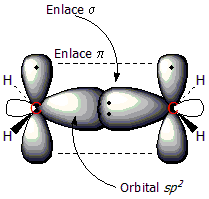 Enlace σ
Enlace π
H H
C C
H H
Orbital sp²